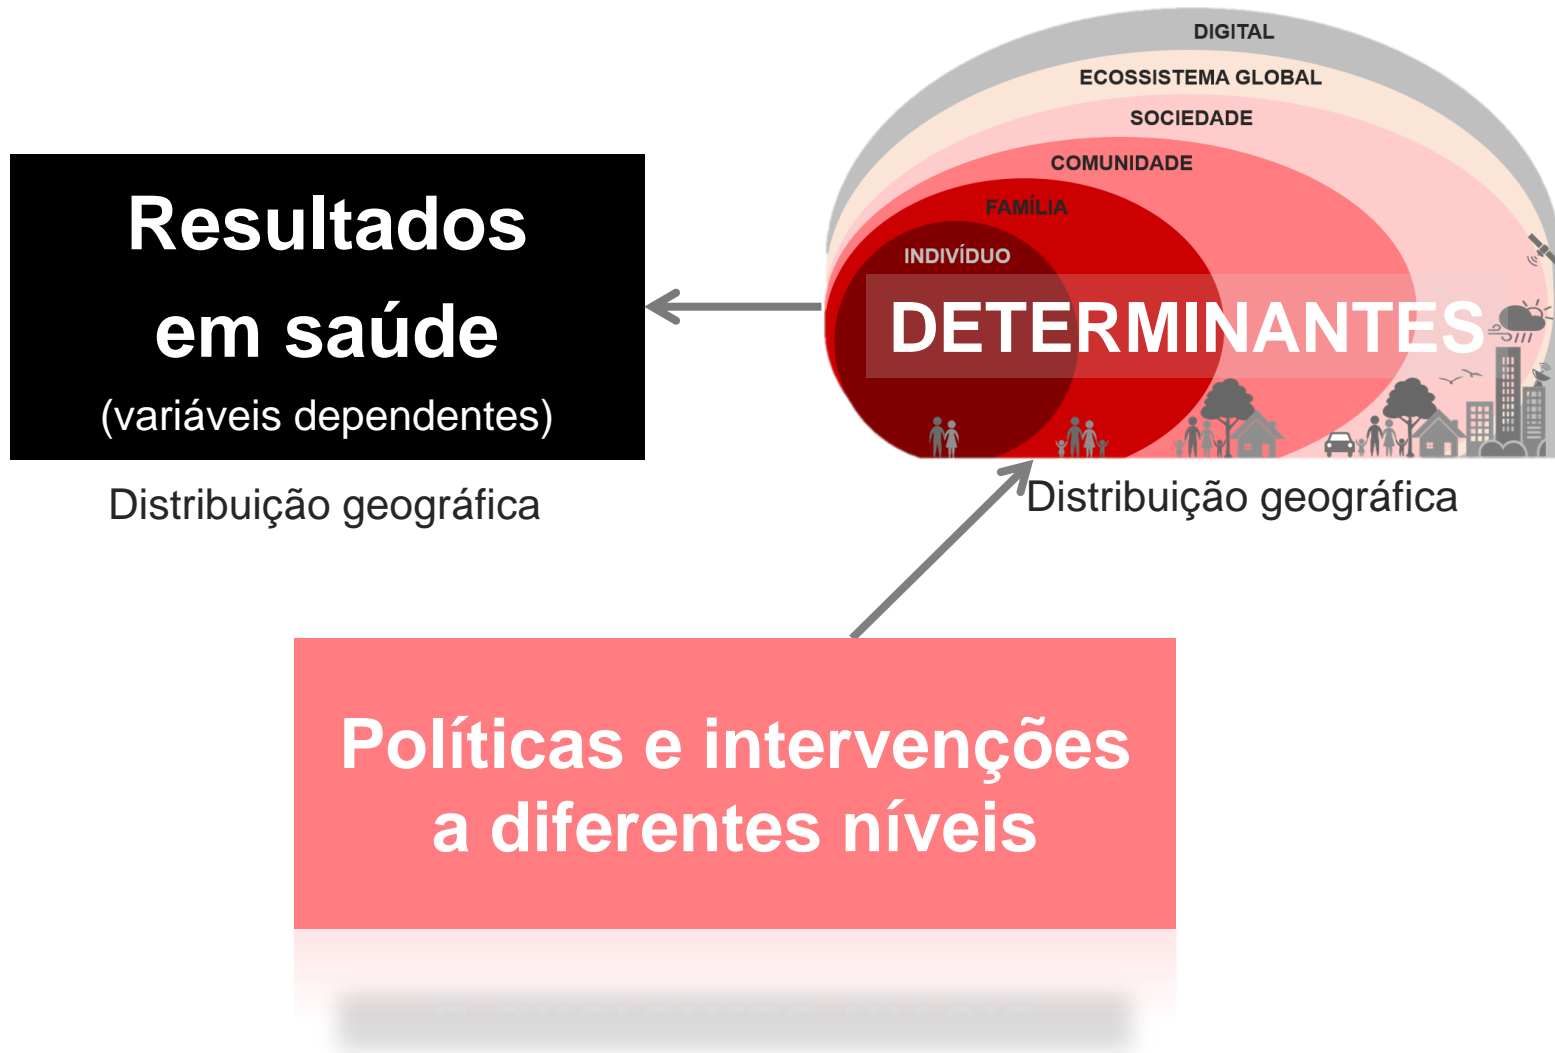 DIGITAL
ECOSSISTEMA GLOBAL
SOCIEDADE
COMUNIDADE
FAMÍLIA
INDIVÍDUO
DETERMINANTES
Distribuição geográfica
Resultados
em saúde
(variáveis dependentes)
Distribuição geográfica
Políticas e intervenções
a diferentes níveis